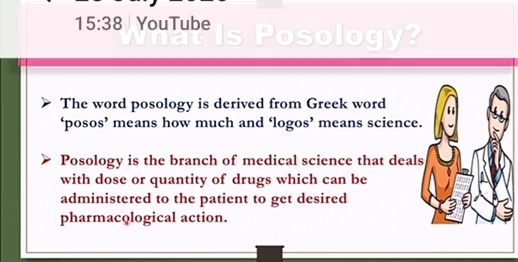 15:38 YouTube
What Is Posology?
➢ The word posology is derived from Greek word
‘posos’ means how much and ‘logos’ means science.
➢ Posology is the branch of medical science that deals
with dose or quantity of drugs which can be
administered to the patient to get desired
pharmacological action.